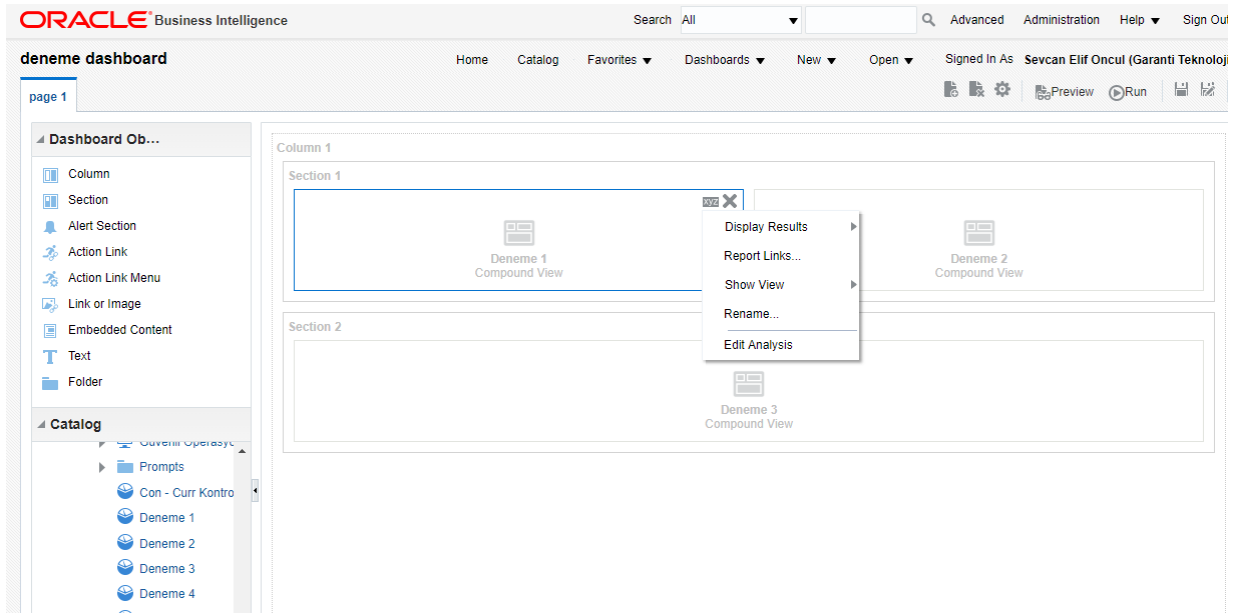 ORACLE Business Intelligence
Search All Advanced Administration Help Sign Out
deneme dashboard
Home Catalog Favorites Dashboards New Open Signed In As Sevcan Elif Oncul (Garanti Teknoloji
page 1
Preview Run
Dashboard Ob...
Column
Section
Alert Section
Action Link
Action Link Menu
Link or Image
Embedded Content
Text
Folder
Catalog
Guvenli Operasyo
Prompts
Con - Curr Kontro
Deneme 1
Deneme 2
Deneme 3
Deneme 4
Column 1
Section 1
xyz
Deneme 1
Compound View
Display Results
Report Links...
Show View
Rename...
Edit Analysis
Deneme 2
Compound View
Section 2
Deneme 3
Compound View